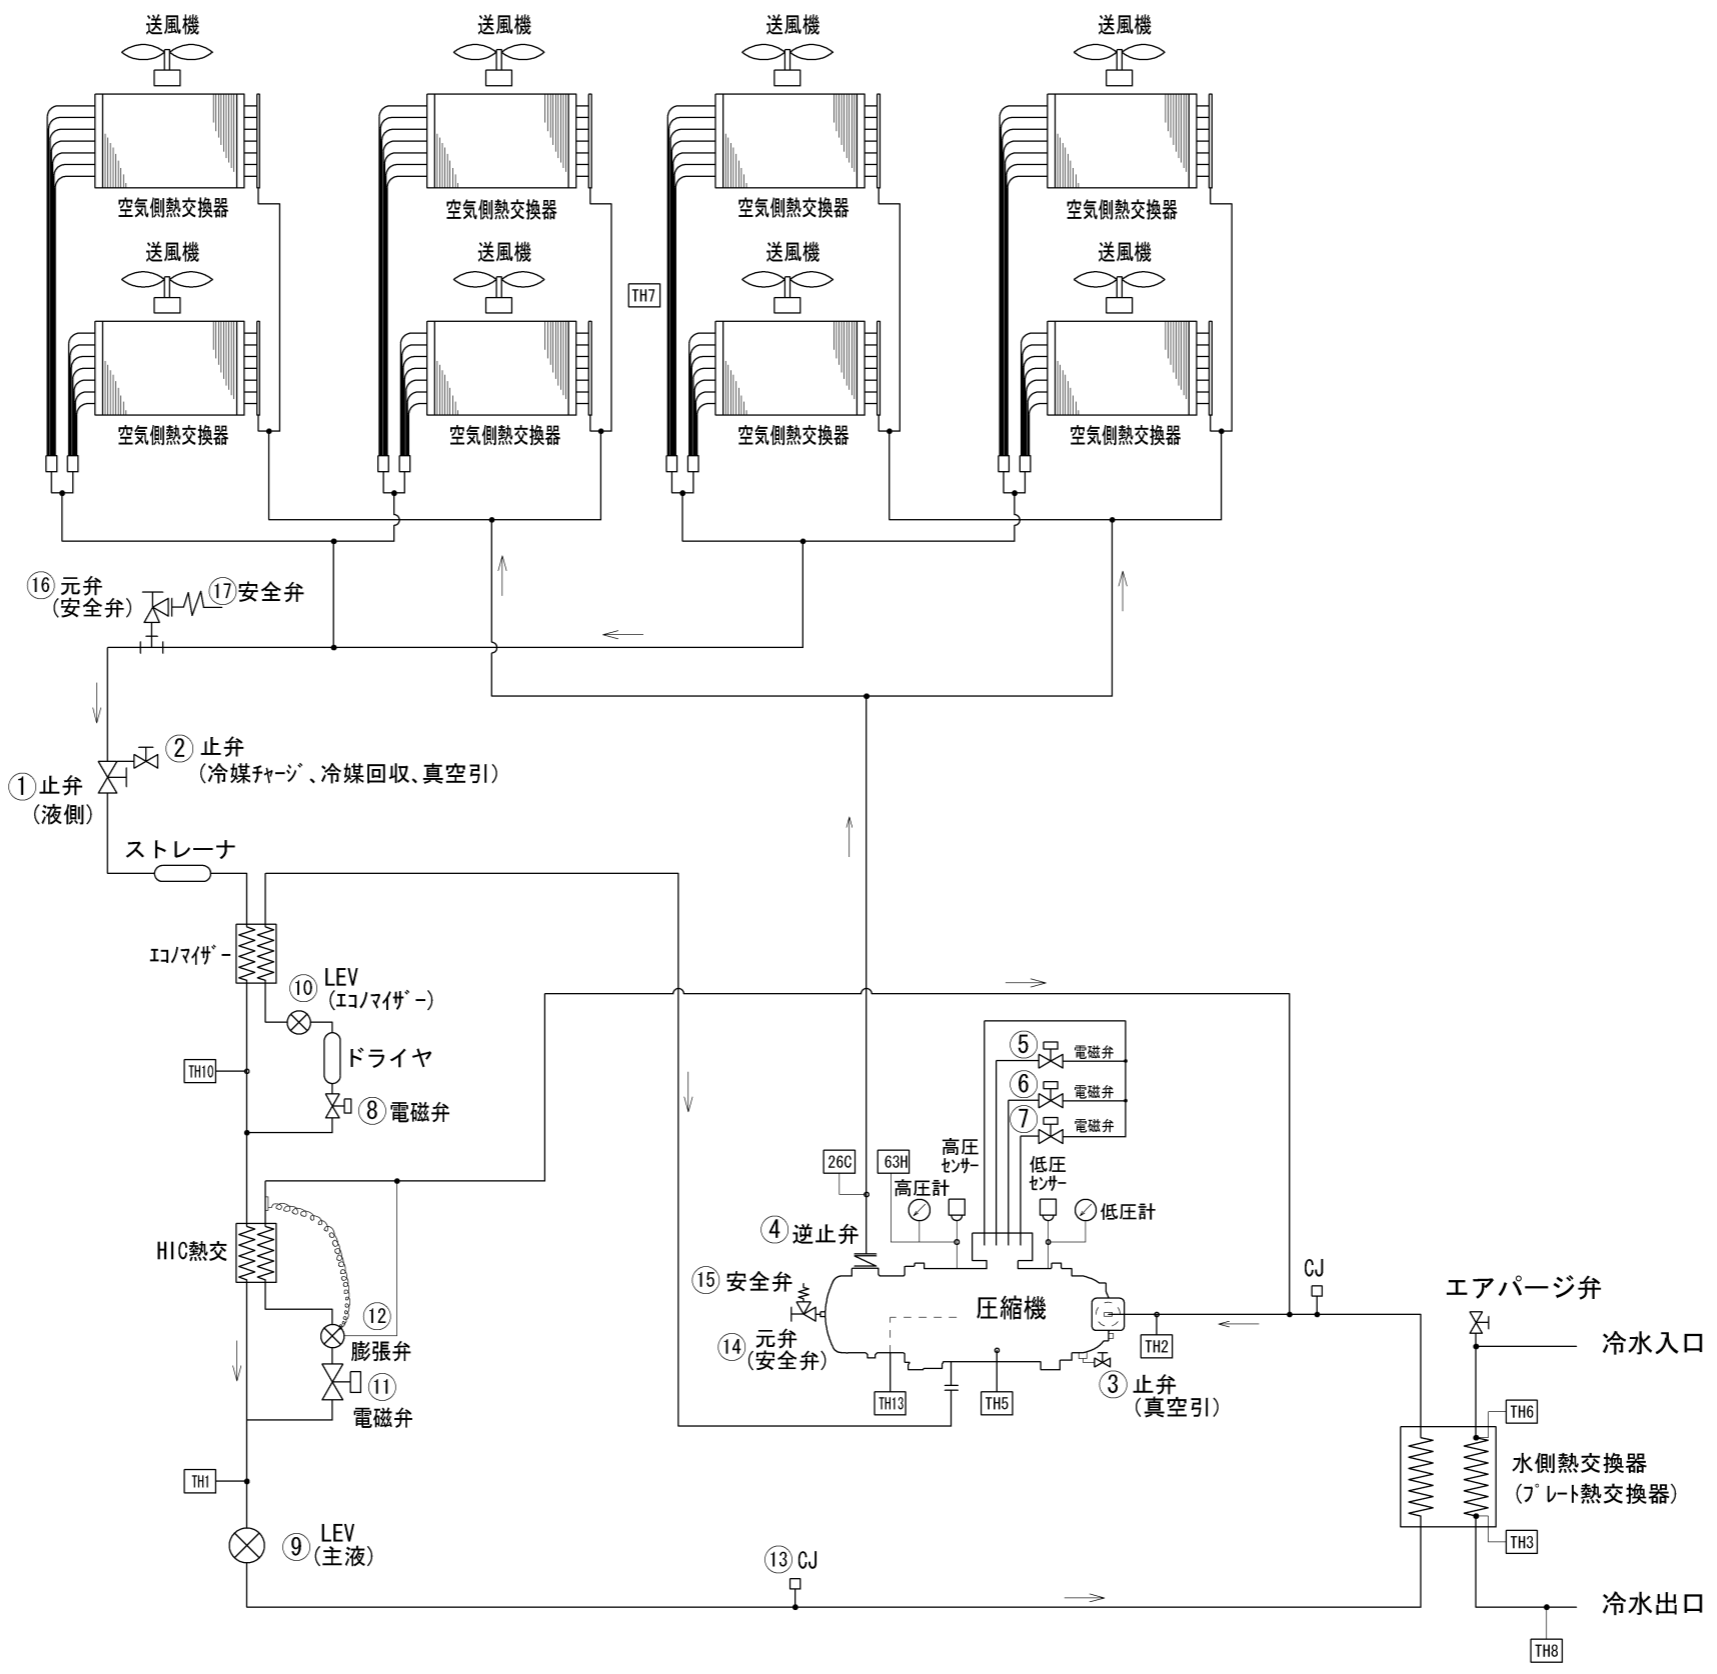 送風機
送風機
送風機
送風機
空気側熱交換器
空気側熱交換器
空気側熱交換器
空気側熱交換器
送風機
送風機
送風機
送風機
TH7
空気側熱交換器
空気側熱交換器
空気側熱交換器
空気側熱交換器
⑯ 元弁
(安全弁)
⑰ 安全弁
② 止弁
(冷媒ﾁｬｰｼﾞ、冷媒回収、真空引)
① 止弁
(液側)
ストレーナ
ｴｺﾉﾏｲｻﾞｰ
⑩ LEV
(ｴｺﾉﾏｲｻﾞｰ)
ドライヤ
TH10
⑧ 電磁弁
⑤ 電磁弁
⑥ 電磁弁
⑦ 電磁弁
26C
63H
高圧
ｾﾝｻｰ
低圧
ｾﾝｻｰ
高圧計
低圧計
④ 逆止弁
HIC熱交
⑮ 安全弁
圧縮機
CJ
エアパージ弁
⑫
膨張弁
⑭ 元弁
(安全弁)
TH2
冷水入口
⑪
電磁弁
TH13
TH5
③ 止弁
(真空引)
TH6
TH1
水側熱交換器
(ﾌﾟﾚｰﾄ熱交換器)
⑨ LEV
(主液)
TH3
⑬ CJ
冷水出口
TH8